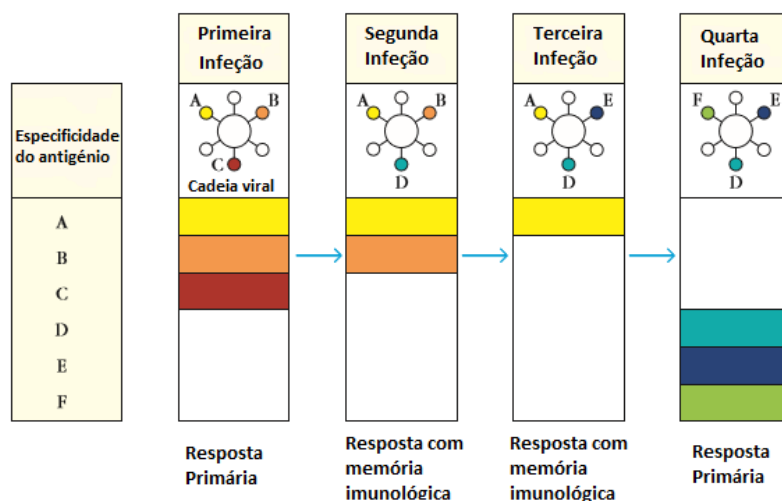 Primeira
Infeção
Segunda
Infeção
Terceira
Infeção
Quarta
Infeção
Especificidade
do antigénio
A
B
C
Cadeia viral
A
B
D
A
E
D
F
E
D
A
B
C
D
E
F
Resposta
Primária
Resposta com
memória
imunológica
Resposta com
memória
imunológica
Resposta
Primária